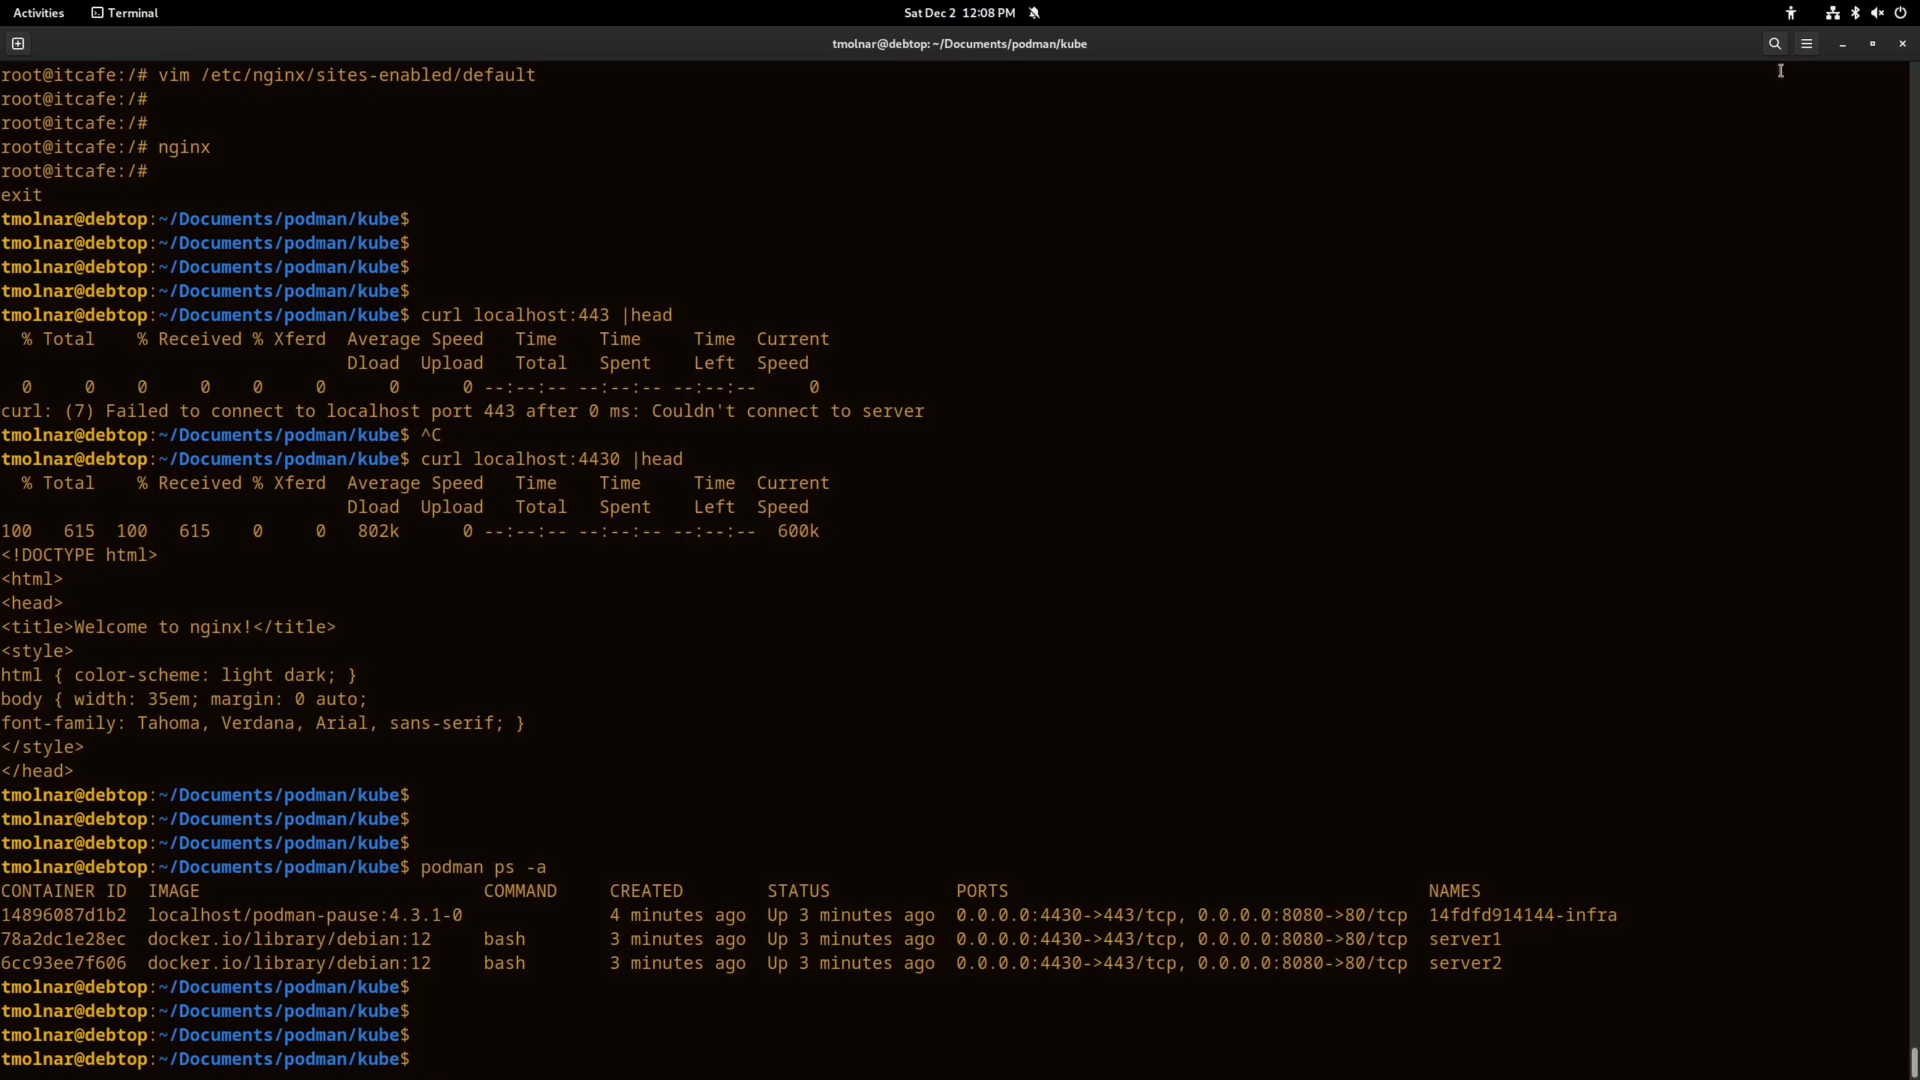 Activities Terminal Sat Dec 2 12:08 PM
tmolnar@debtop: ~/Documents/podman/kube
root@itcafe:/# vim /etc/nginx/sites-enabled/default
root@itcafe:/#
root@itcafe:/#
root@itcafe:/# nginx
root@itcafe:/#
exit
tmolnar@debtop:~/Documents/podman/kube$
tmolnar@debtop:~/Documents/podman/kube$
tmolnar@debtop:~/Documents/podman/kube$
tmolnar@debtop:~/Documents/podman/kube$
tmolnar@debtop:~/Documents/podman/kube$ curl localhost:443 |head
  % Total    % Received % Xferd  Average Speed   Time    Time     Time  Current
                                 Dload  Upload   Total   Spent    Left  Speed
  0     0    0     0    0     0      0      0 --:--:-- --:--:-- --:--:--     0
curl: (7) Failed to connect to localhost port 443 after 0 ms: Couldn't connect to server
tmolnar@debtop:~/Documents/podman/kube$ ^C
tmolnar@debtop:~/Documents/podman/kube$ curl localhost:4430 |head
  % Total    % Received % Xferd  Average Speed   Time    Time     Time  Current
                                 Dload  Upload   Total   Spent    Left  Speed
100   615  100   615    0     0   802k      0 --:--:-- --:--:-- --:--:--  600k
<!DOCTYPE html>
<html>
<head>
<title>Welcome to nginx!</title>
<style>
html { color-scheme: light dark; }
body { width: 35em; margin: 0 auto;
font-family: Tahoma, Verdana, Arial, sans-serif; }
</style>
</head>
tmolnar@debtop:~/Documents/podman/kube$
tmolnar@debtop:~/Documents/podman/kube$
tmolnar@debtop:~/Documents/podman/kube$
tmolnar@debtop:~/Documents/podman/kube$ podman ps -a
CONTAINER ID  IMAGE                           COMMAND     CREATED        STATUS            PORTS                                        NAMES
14896087d1b2  localhost/podman-pause:4.3.1-0              4 minutes ago  Up 3 minutes ago  0.0.0.0:4430->443/tcp, 0.0.0.0:8080->80/tcp  14fdfd914144-infra
78a2dc1e28ec  docker.io/library/debian:12     bash        3 minutes ago  Up 3 minutes ago  0.0.0.0:4430->443/tcp, 0.0.0.0:8080->80/tcp  server1
6cc93ee7f606  docker.io/library/debian:12     bash        3 minutes ago  Up 3 minutes ago  0.0.0.0:4430->443/tcp, 0.0.0.0:8080->80/tcp  server2
tmolnar@debtop:~/Documents/podman/kube$
tmolnar@debtop:~/Documents/podman/kube$
tmolnar@debtop:~/Documents/podman/kube$
tmolnar@debtop:~/Documents/podman/kube$